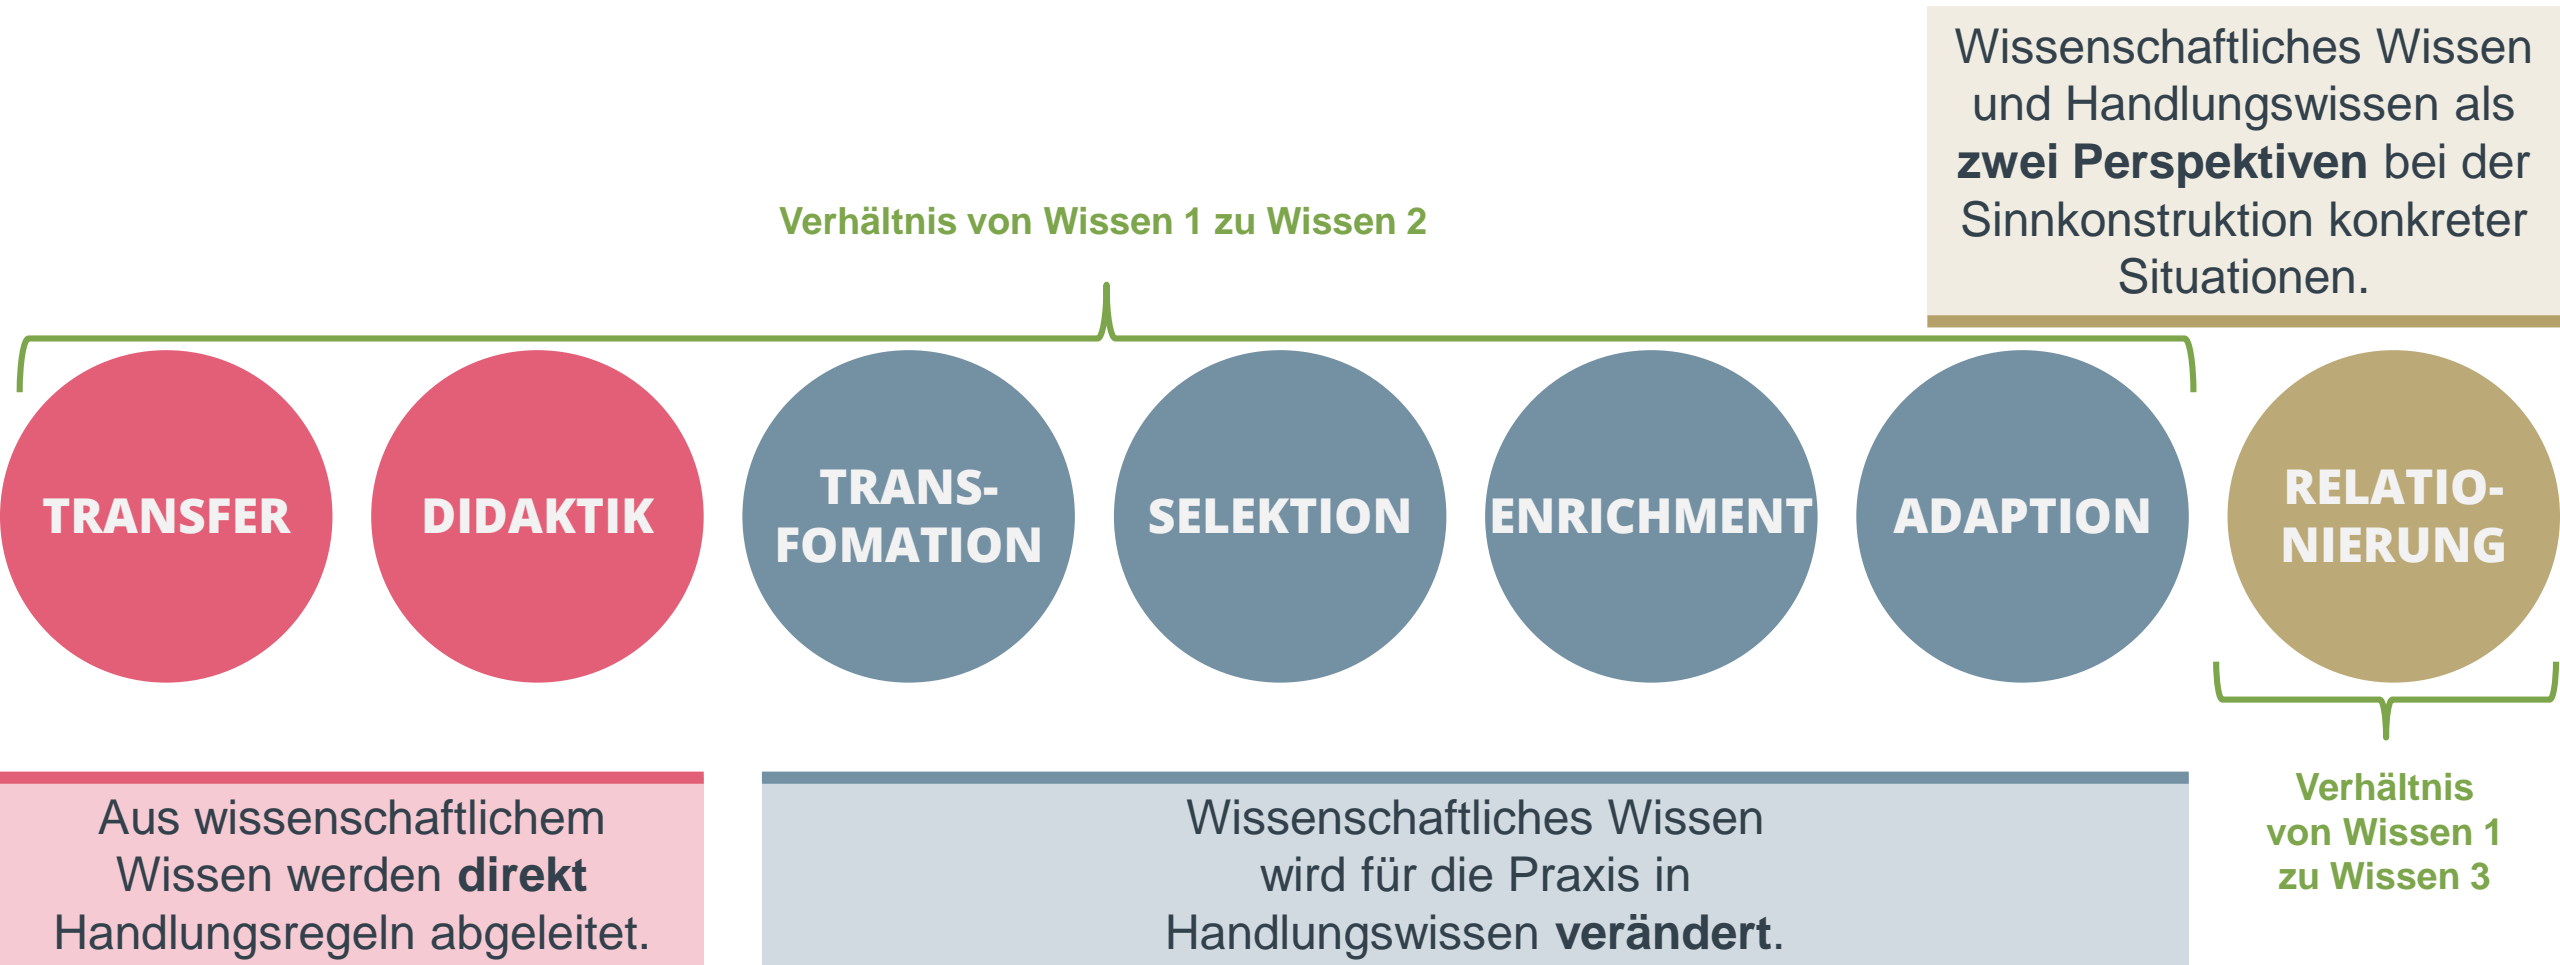 Wissenschaftliches Wissen
und Handlungswissen als
zwei Perspektiven bei der
Sinnkonstruktion konkreter
Situationen.
Verhältnis von Wissen 1 zu Wissen 2
TRANSFER
DIDAKTIK
TRANS-
FOMATION
SELEKTION
ENRICHMENT
ADAPTION
RELATIO-
NIERUNG
Aus wissenschaftlichem
Wissen werden direkt
Handlungsregeln abgeleitet.
Wissenschaftliches Wissen
wird für die Praxis in
Handlungswissen verändert.
Verhältnis
von Wissen 1
zu Wissen 3